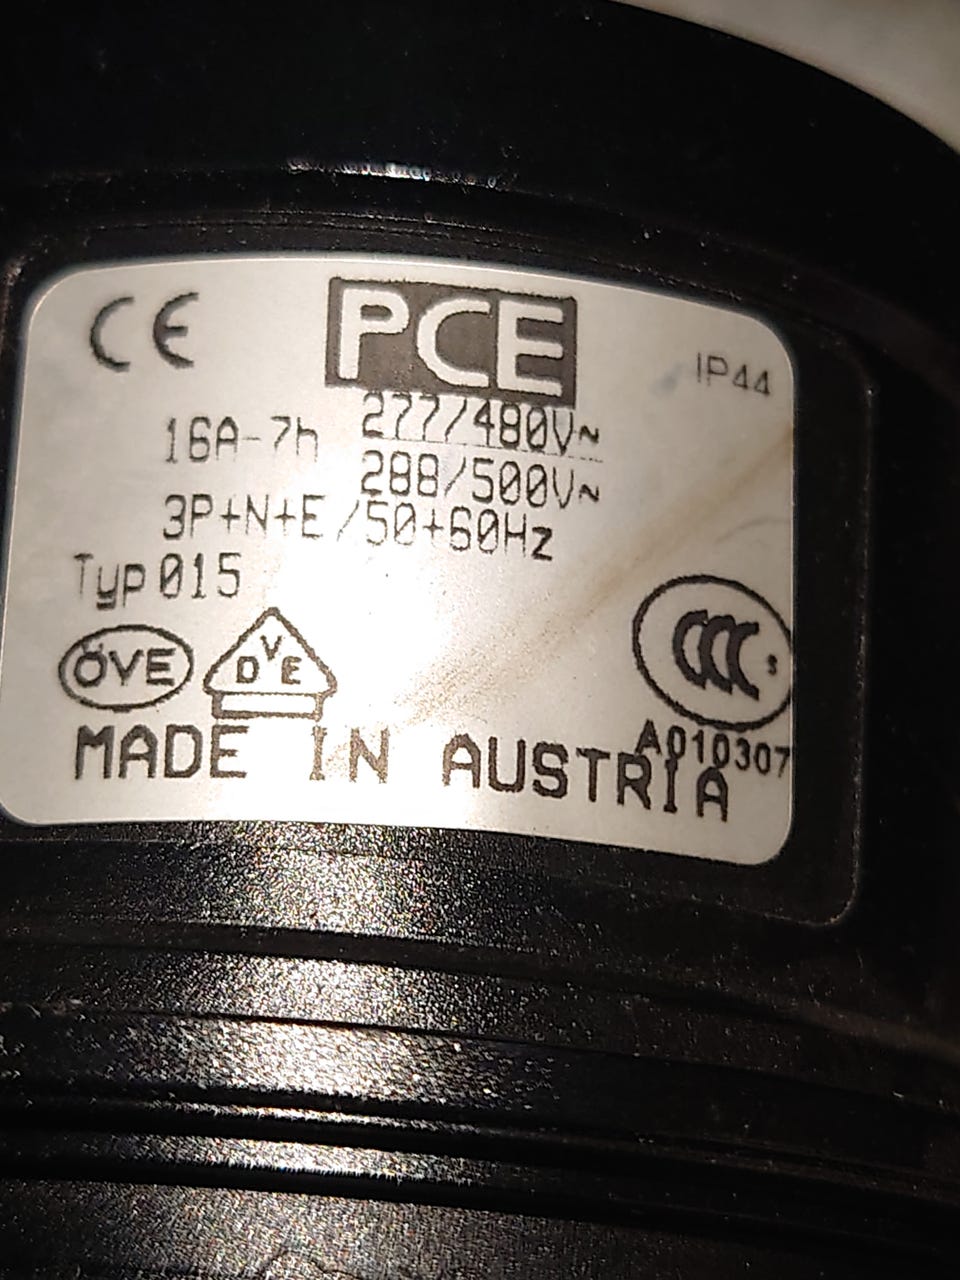 CE PCE IP44
16A-7h 277/480V~
288/500V~
3P+N+E/50+60Hz
Typ 015
ÖVE DVE CCC S
A010307
MADE IN AUSTRIA